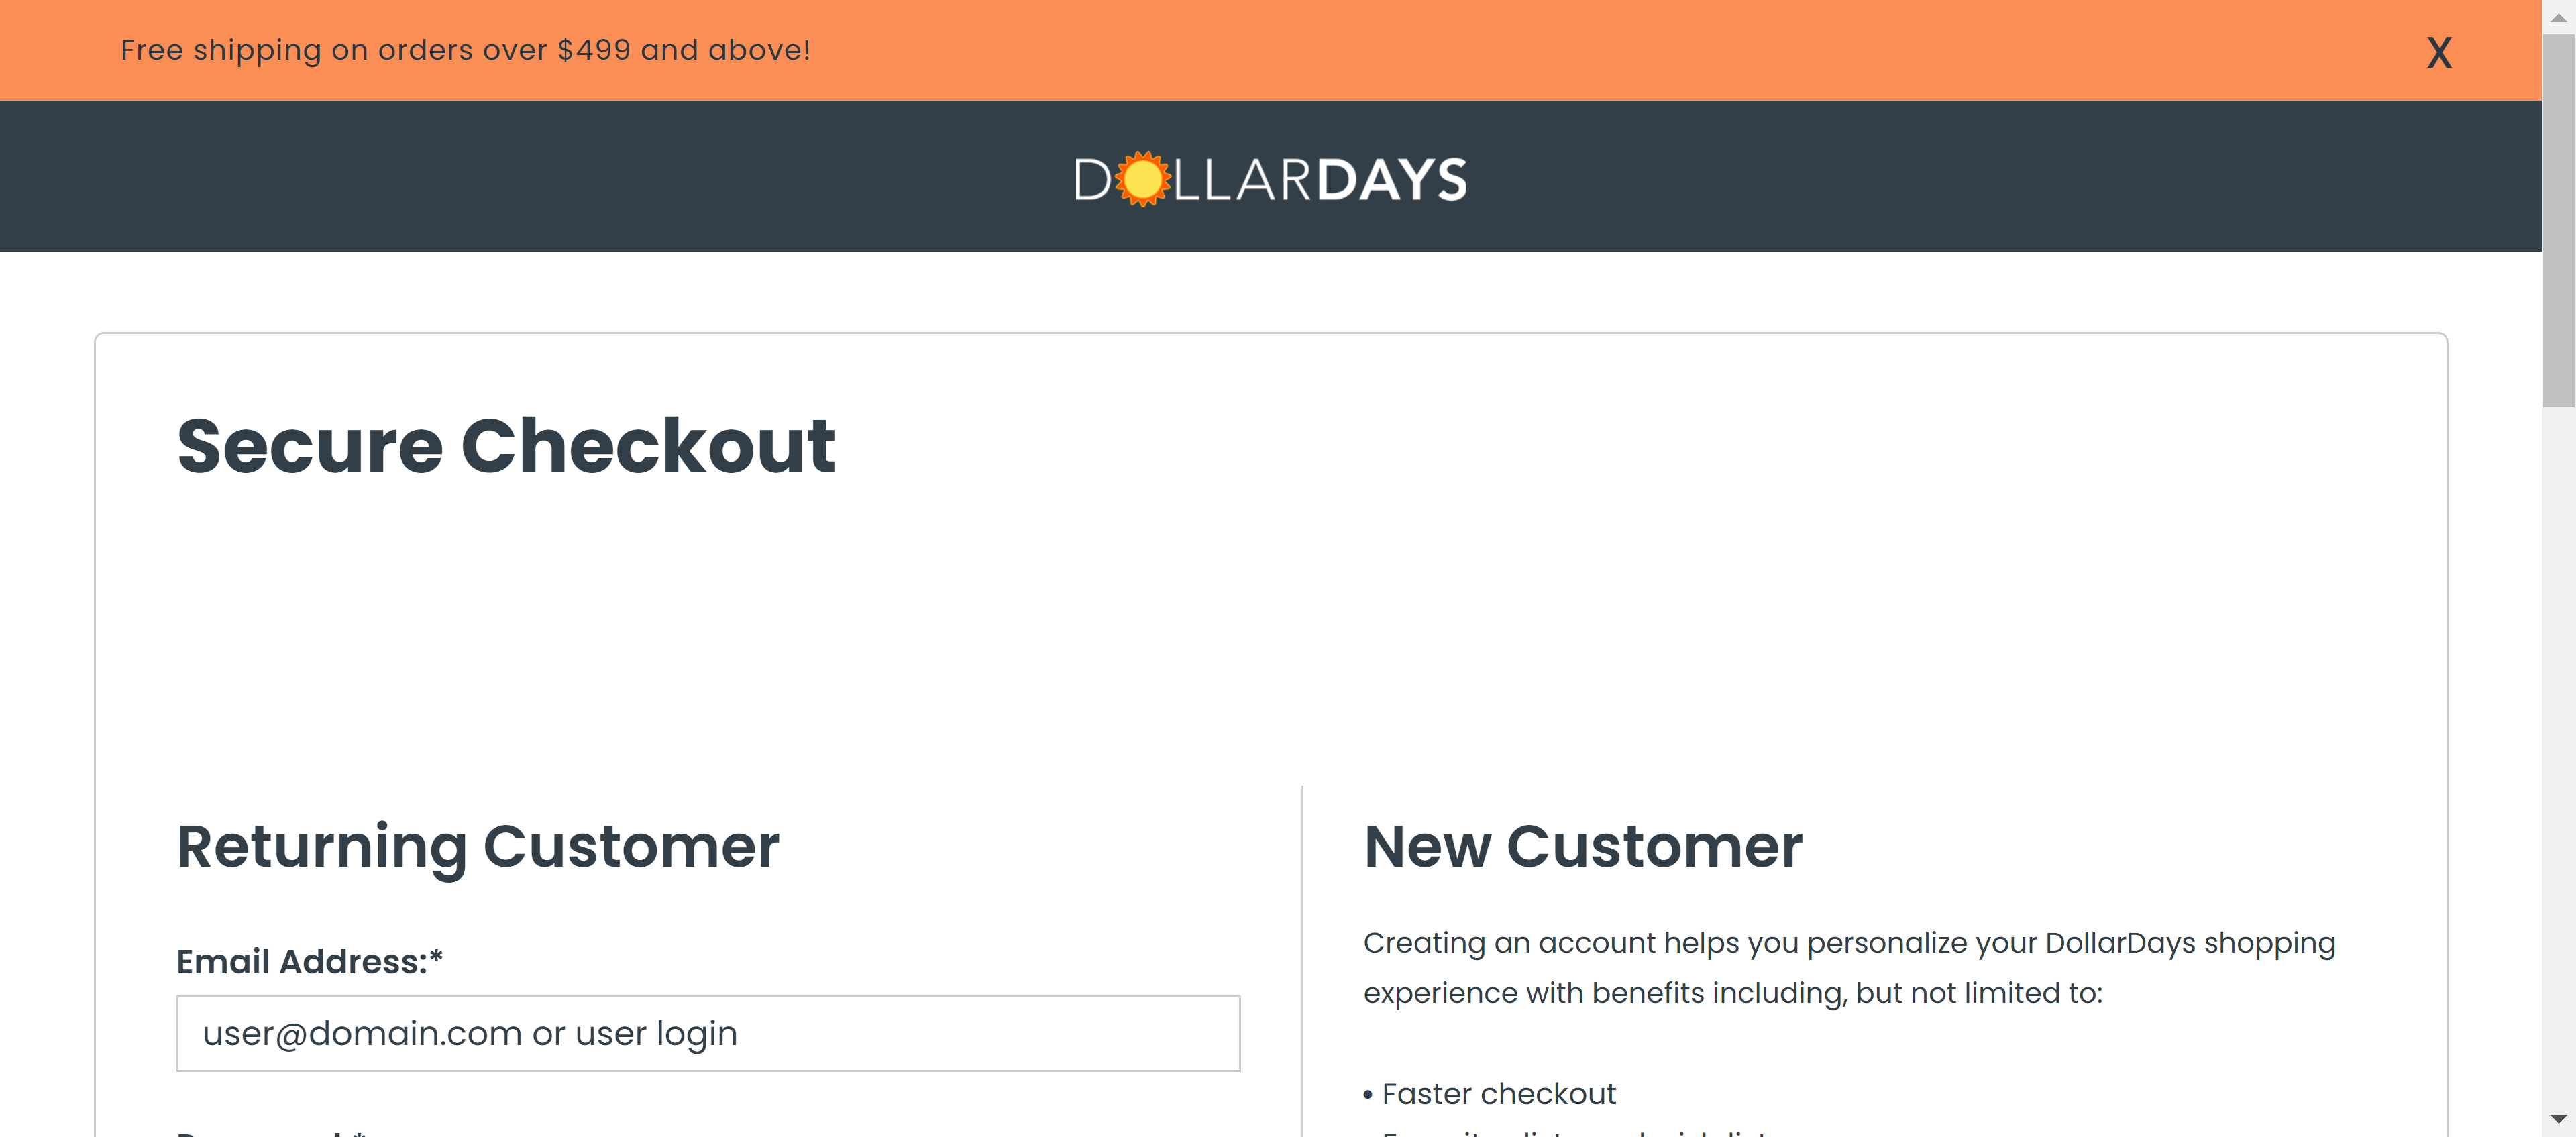 Free shipping on orders over $499 and above!
X
DOLLARDAYS
Secure Checkout
Returning Customer
Email Address:*
user@domain.com or user login
New Customer
Creating an account helps you personalize your DollarDays shopping
experience with benefits including, but not limited to:
• Faster checkout